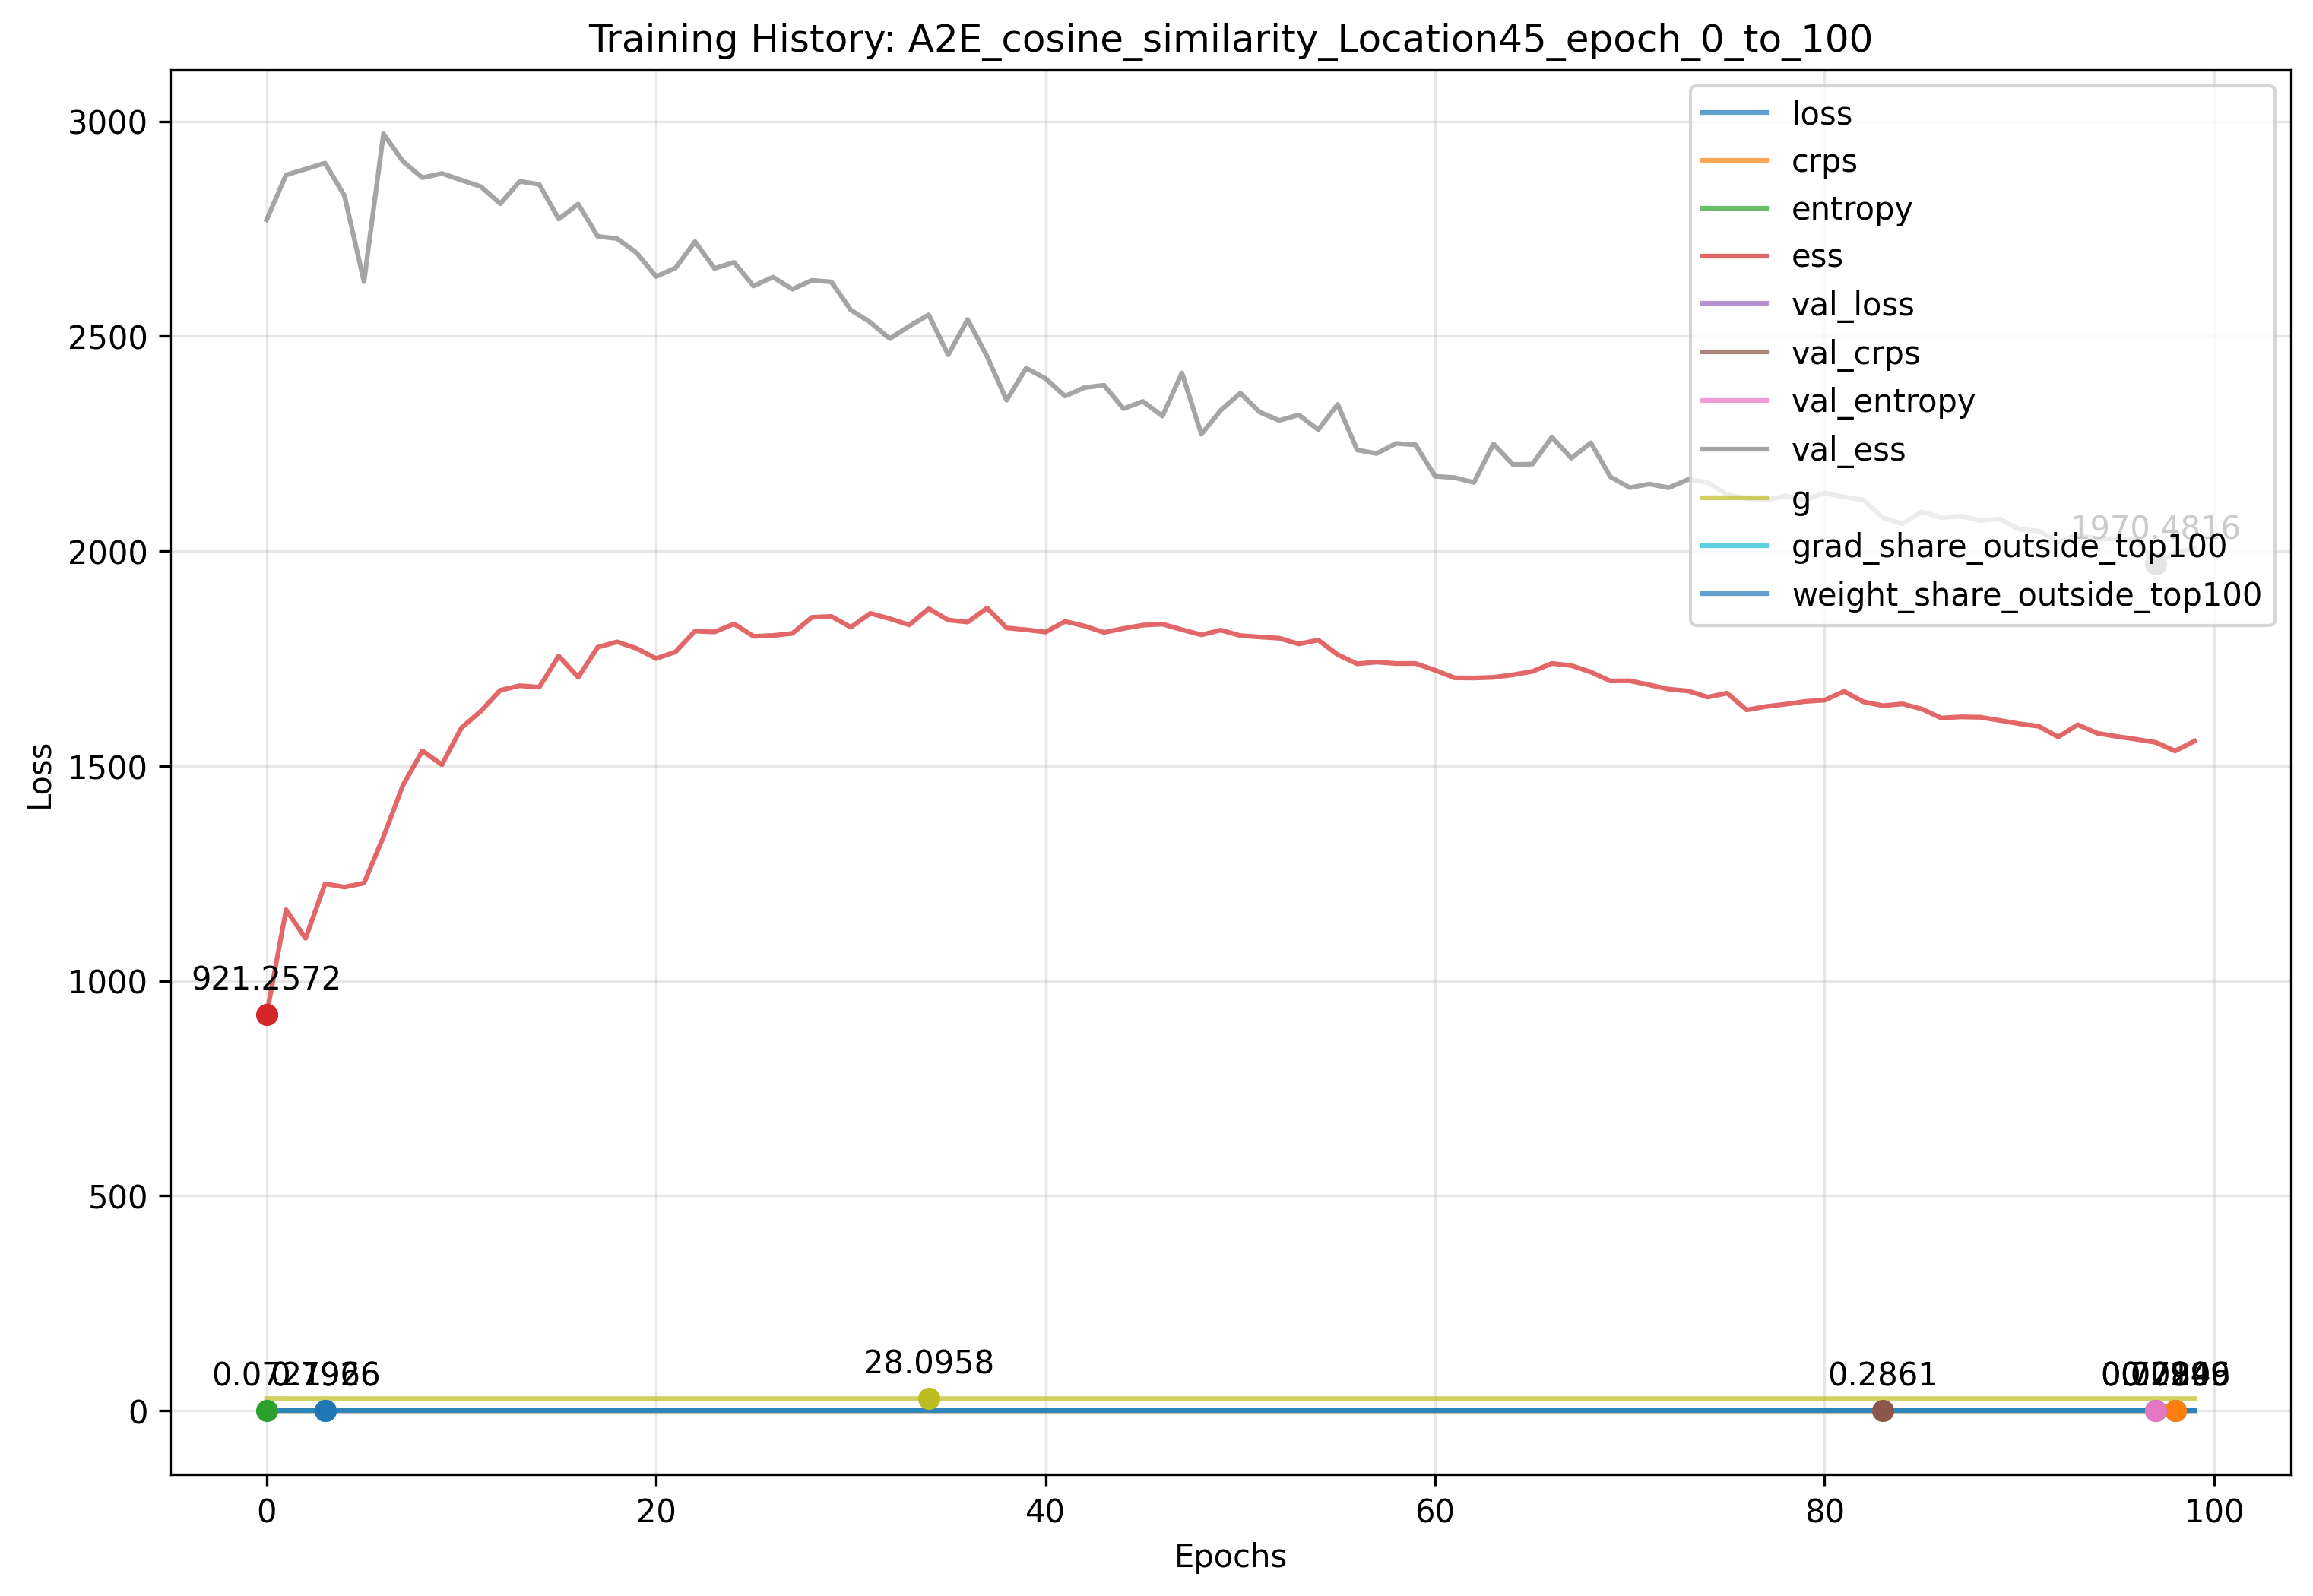 Training History: A2E_cosine_similarity_Location45_epoch_0_to_100
3000
2500
2000
1500
1000
500
0
Loss
loss
crps
entropy
ess
val_loss
val_crps
val_entropy
val_ess
g
grad_share_outside_top100
weight_share_outside_top100
1970.4816
921.2572
28.0958
0.2861
0
20
40
60
80
100
Epochs